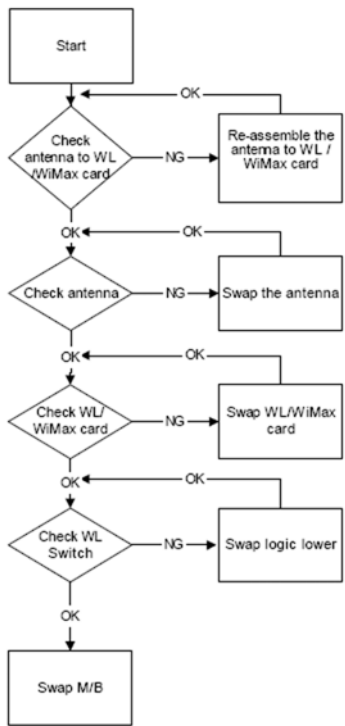 Start
OK
Check
antenna to WL
/WiMax card
NG
Re-assemble the
antenna to WL /
WiMax card
OK
OK
Check antenna
NG
Swap the antenna
OK
OK
Check WL/
WiMax card
NG
Swap WL/WiMax
card
OK
OK
Check WL
Switch
NG
Swap logic lower
OK
Swap M/B